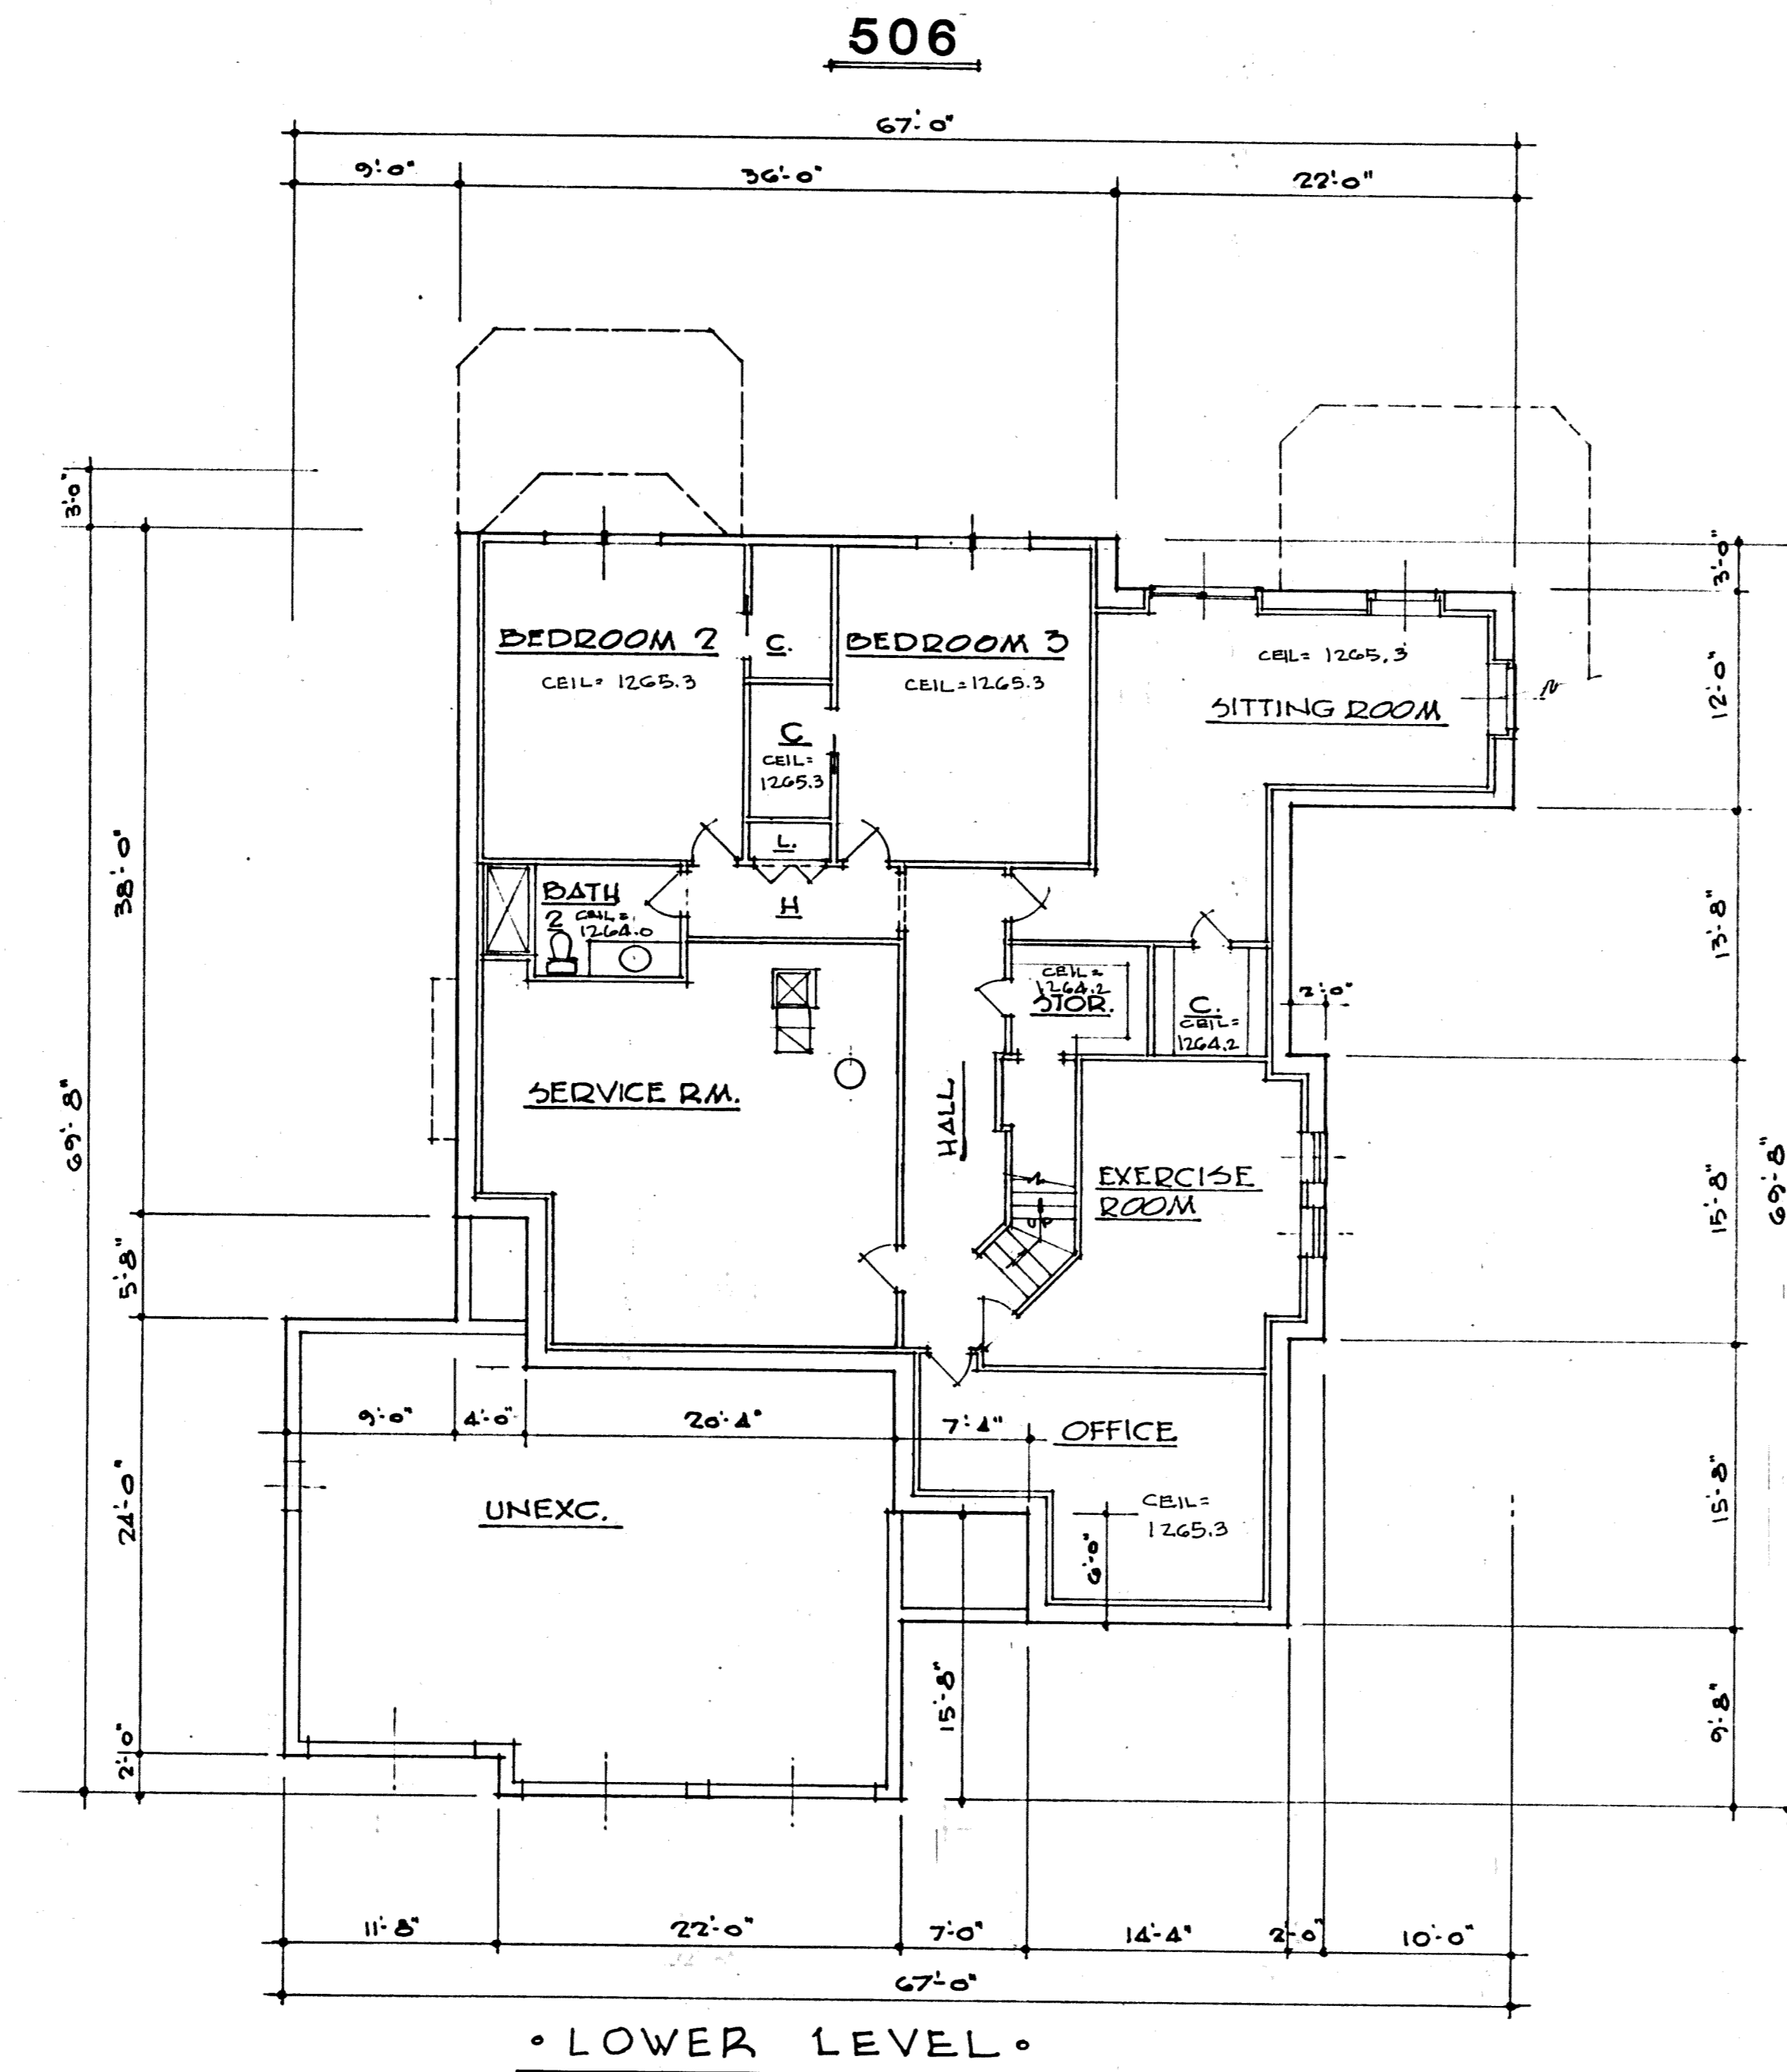 506
67'-0"
9'-0"
36'-0"
22'-0"
3'-0"
3'-0"
BEDROOM 2
CEIL= 1265.3
C.
BEDROOM 3
CEIL=1265.3
CEIL= 1265.3
SITTING ROOM
12'-0"
C
CEIL=
1265.3
L.
38'-0"
BATH
2
CEIL=
1264.0
H
13'-8"
CEIL=
1264.2
STOR.
C.
CEIL=
1264.2
2'-0"
SERVICE RM.
HALL
69'-8"
EXERCISE
ROOM
UP
15'-8"
69'-8"
5'-8"
9'-0"
4'-0"
20'-4"
7'-4"
OFFICE
CEIL=
1265.3
24'-0"
UNEXC.
6'-0"
15'-8"
15'-8"
9'-8"
2'-10"
11'-8"
22'-0"
7'-0"
14'-4"
2'-0"
10'-0"
67'-0"
• LOWER LEVEL •